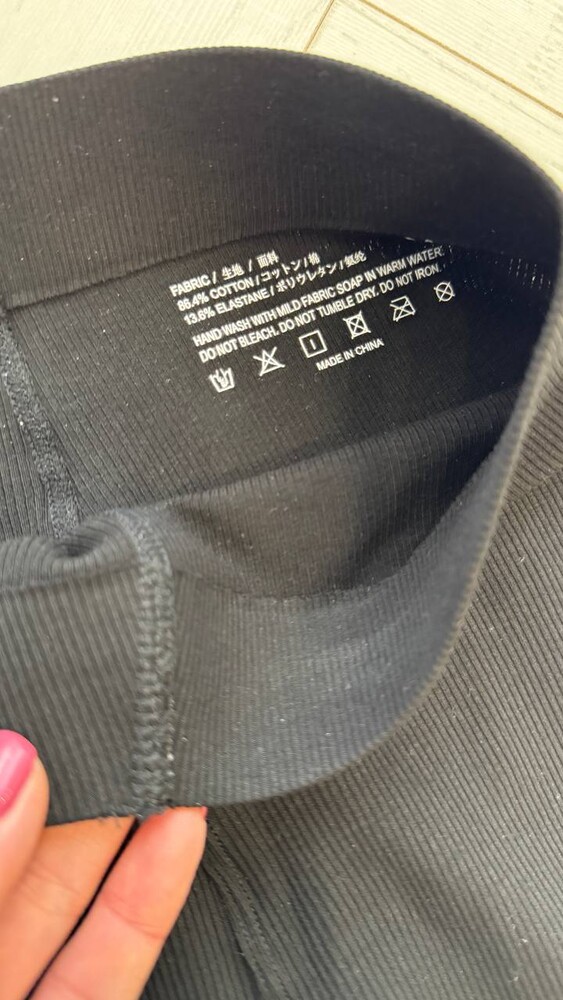 FABRIC / 生地 / 面料
86.4% COTTON / コットン / 棉
13.6% ELASTANE / ポリウレタン / 氨纶
HAND WASH WITH MILD FABRIC SOAP IN WARM WATER.
DO NOT BLEACH. DO NOT TUMBLE DRY. DO NOT IRON.
MADE IN CHINA